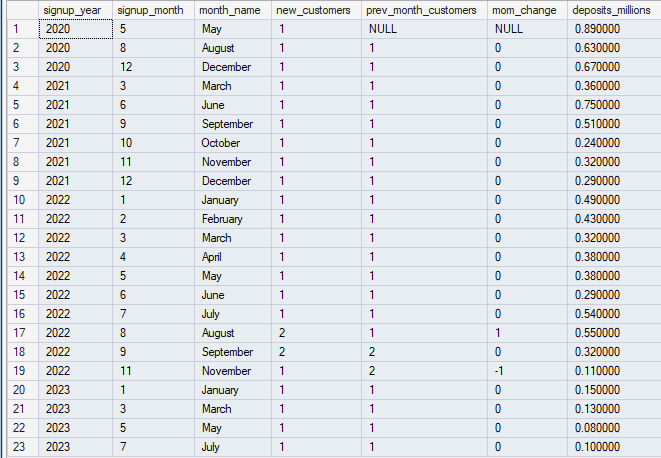 signup_year signup_month month_name new_customers prev_month_customers mom_change deposits_millions
1 2020 5 May 1 NULL NULL 0.890000
2 2020 8 August 1 1 0 0.630000
3 2020 12 December 1 1 0 0.670000
4 2021 3 March 1 1 0 0.360000
5 2021 6 June 1 1 0 0.750000
6 2021 9 September 1 1 0 0.510000
7 2021 10 October 1 1 0 0.240000
8 2021 11 November 1 1 0 0.320000
9 2021 12 December 1 1 0 0.290000
10 2022 1 January 1 1 0 0.490000
11 2022 2 February 1 1 0 0.430000
12 2022 3 March 1 1 0 0.320000
13 2022 4 April 1 1 0 0.380000
14 2022 5 May 1 1 0 0.380000
15 2022 6 June 1 1 0 0.290000
16 2022 7 July 1 1 0 0.540000
17 2022 8 August 2 1 1 0.550000
18 2022 9 September 2 2 0 0.320000
19 2022 11 November 1 2 -1 0.110000
20 2023 1 January 1 1 0 0.150000
21 2023 3 March 1 1 0 0.130000
22 2023 5 May 1 1 0 0.080000
23 2023 7 July 1 1 0 0.100000